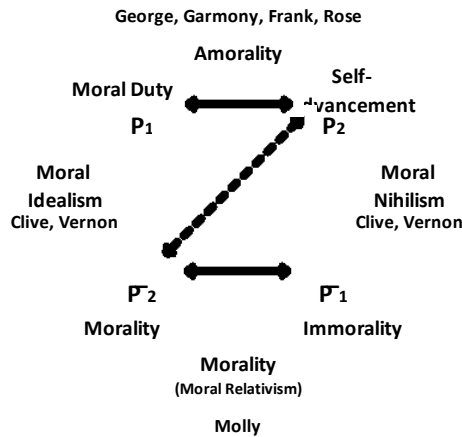 George, Garmony, Frank, Rose
Amorality
Moral Duty
Self-
dvancement
P1
P2
Moral
Idealism
Clive, Vernon
Moral
Nihilism
Clive, Vernon
P̅2
P̅1
Morality
Immorality
Morality
(Moral Relativism)
Molly